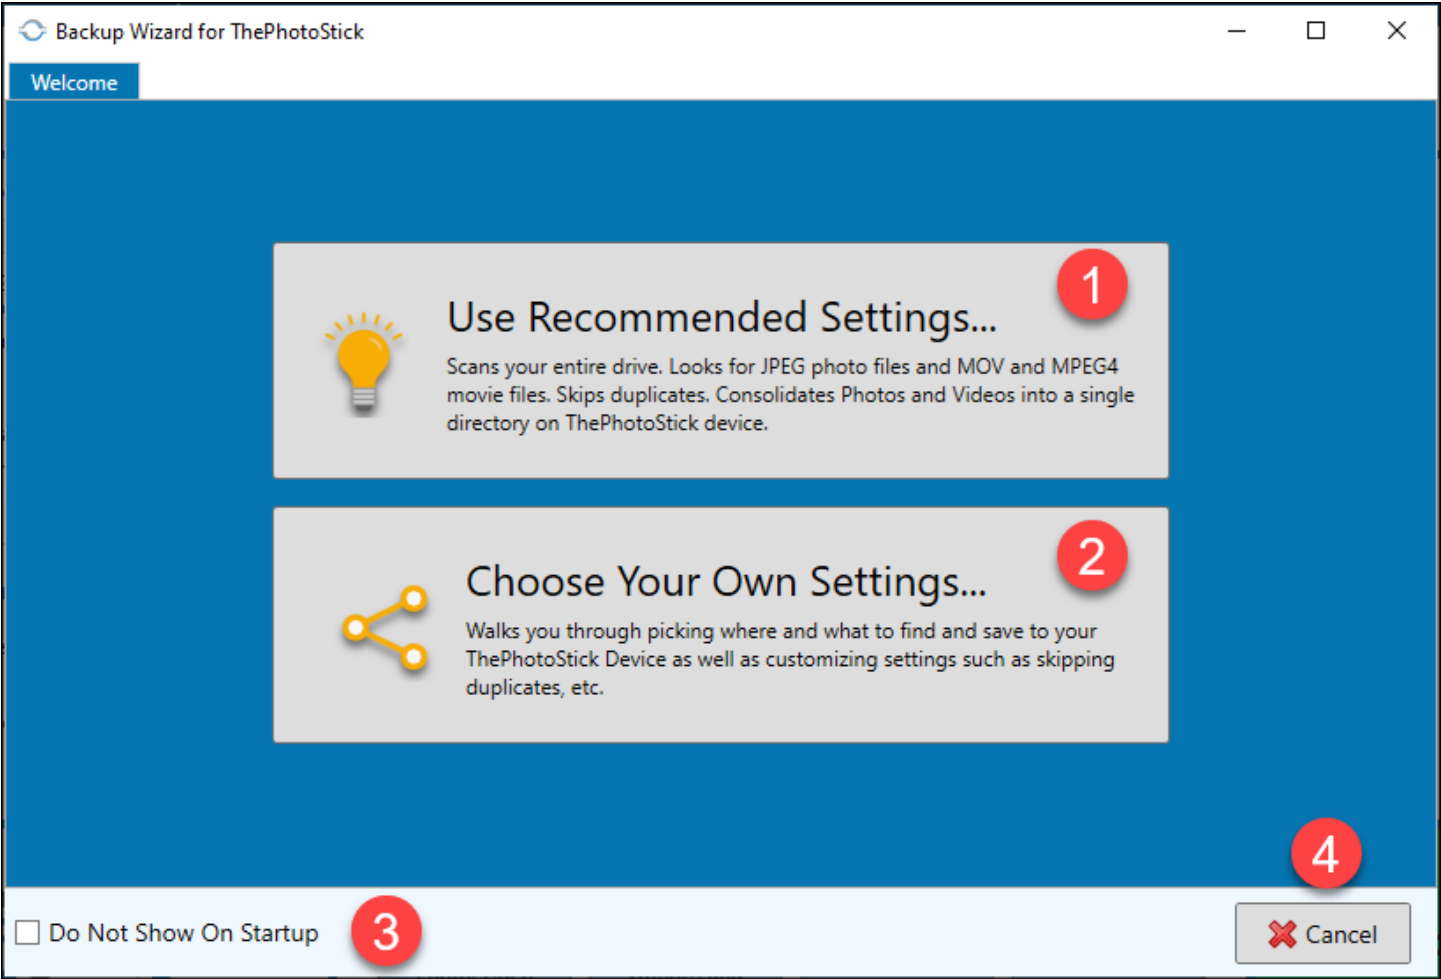 Backup Wizard for ThePhotoStick
Welcome
1
Use Recommended Settings...
Scans your entire drive. Looks for JPEG photo files and MOV and MPEG4
movie files. Skips duplicates. Consolidates Photos and Videos into a single
directory on ThePhotoStick device.
2
Choose Your Own Settings...
Walks you through picking where and what to find and save to your
ThePhotoStick Device as well as customizing settings such as skipping
duplicates, etc.
4
Do Not Show On Startup
3
Cancel